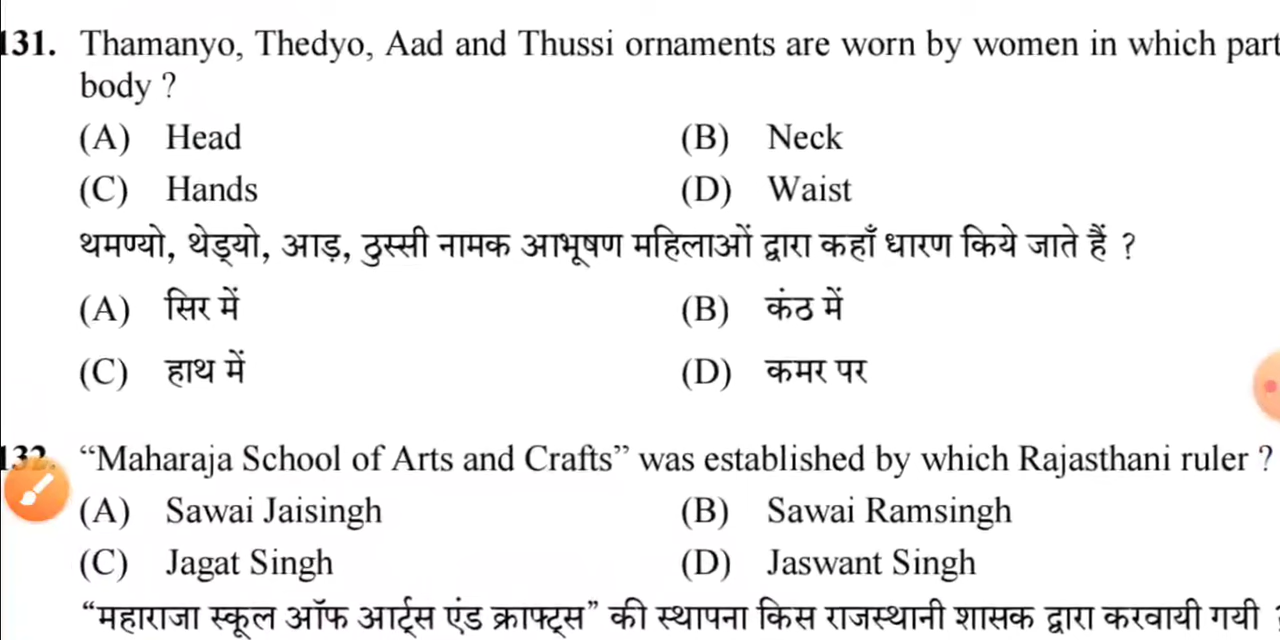 131. Thamanyo, Thedyo, Aad and Thussi ornaments are worn by women in which part
body ?
(A) Head (B) Neck
(C) Hands (D) Waist
थमण्यो, थेड्यो, आड़, ठुस्सी नामक आभूषण महिलाओं द्वारा कहाँ धारण किये जाते हैं ?
(A) सिर में (B) कंठ में
(C) हाथ में (D) कमर पर
132. “Maharaja School of Arts and Crafts” was established by which Rajasthani ruler ?
(A) Sawai Jaisingh (B) Sawai Ramsingh
(C) Jagat Singh (D) Jaswant Singh
“महाराजा स्कूल ऑफ आर्ट्स एंड क्राफ्ट्स” की स्थापना किस राजस्थानी शासक द्वारा करवायी गयी ?